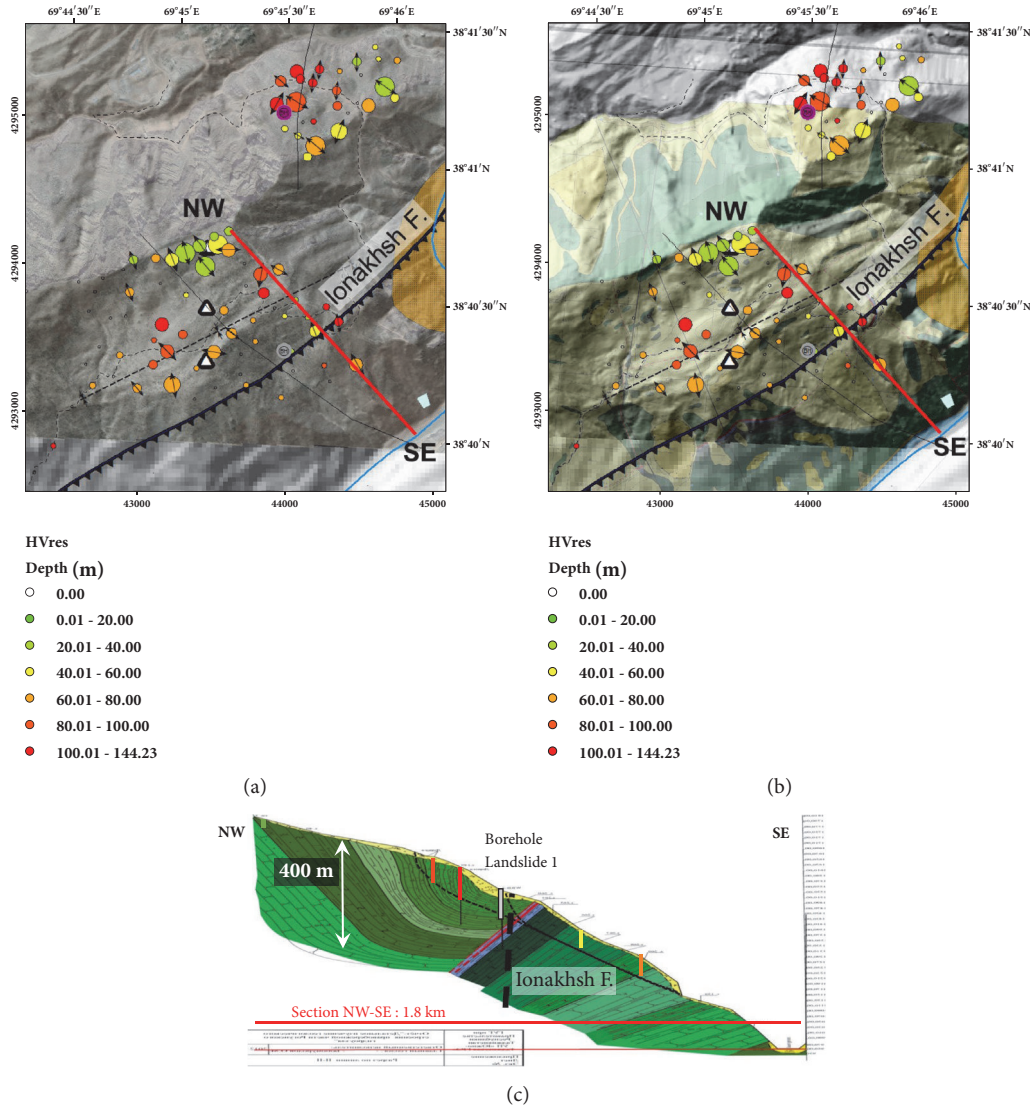 69°44′30″E 69°45′E 69°45′30″E 69°46′E
38°41′30″N
4295000
38°41′N
NW
Ionakhsh F.
4294000
38°40′30″N
4293000
SE
38°40′N
43000 44000 45000
HVres
Depth (m)
0.00
0.01 - 20.00
20.01 - 40.00
40.01 - 60.00
60.01 - 80.00
80.01 - 100.00
100.01 - 144.23
(a)
69°44′30″E 69°45′E 69°45′30″E 69°46′E
38°41′30″N
4295000
38°41′N
NW
Ionakhsh F.
4294000
38°40′30″N
4293000
SE
38°40′N
43000 44000 45000
HVres
Depth (m)
0.00
0.01 - 20.00
20.01 - 40.00
40.01 - 60.00
60.01 - 80.00
80.01 - 100.00
100.01 - 144.23
(b)
NW
SE
Borehole
Landslide 1
400 m
Ionakhsh F.
Section NW-SE : 1.8 km
(c)